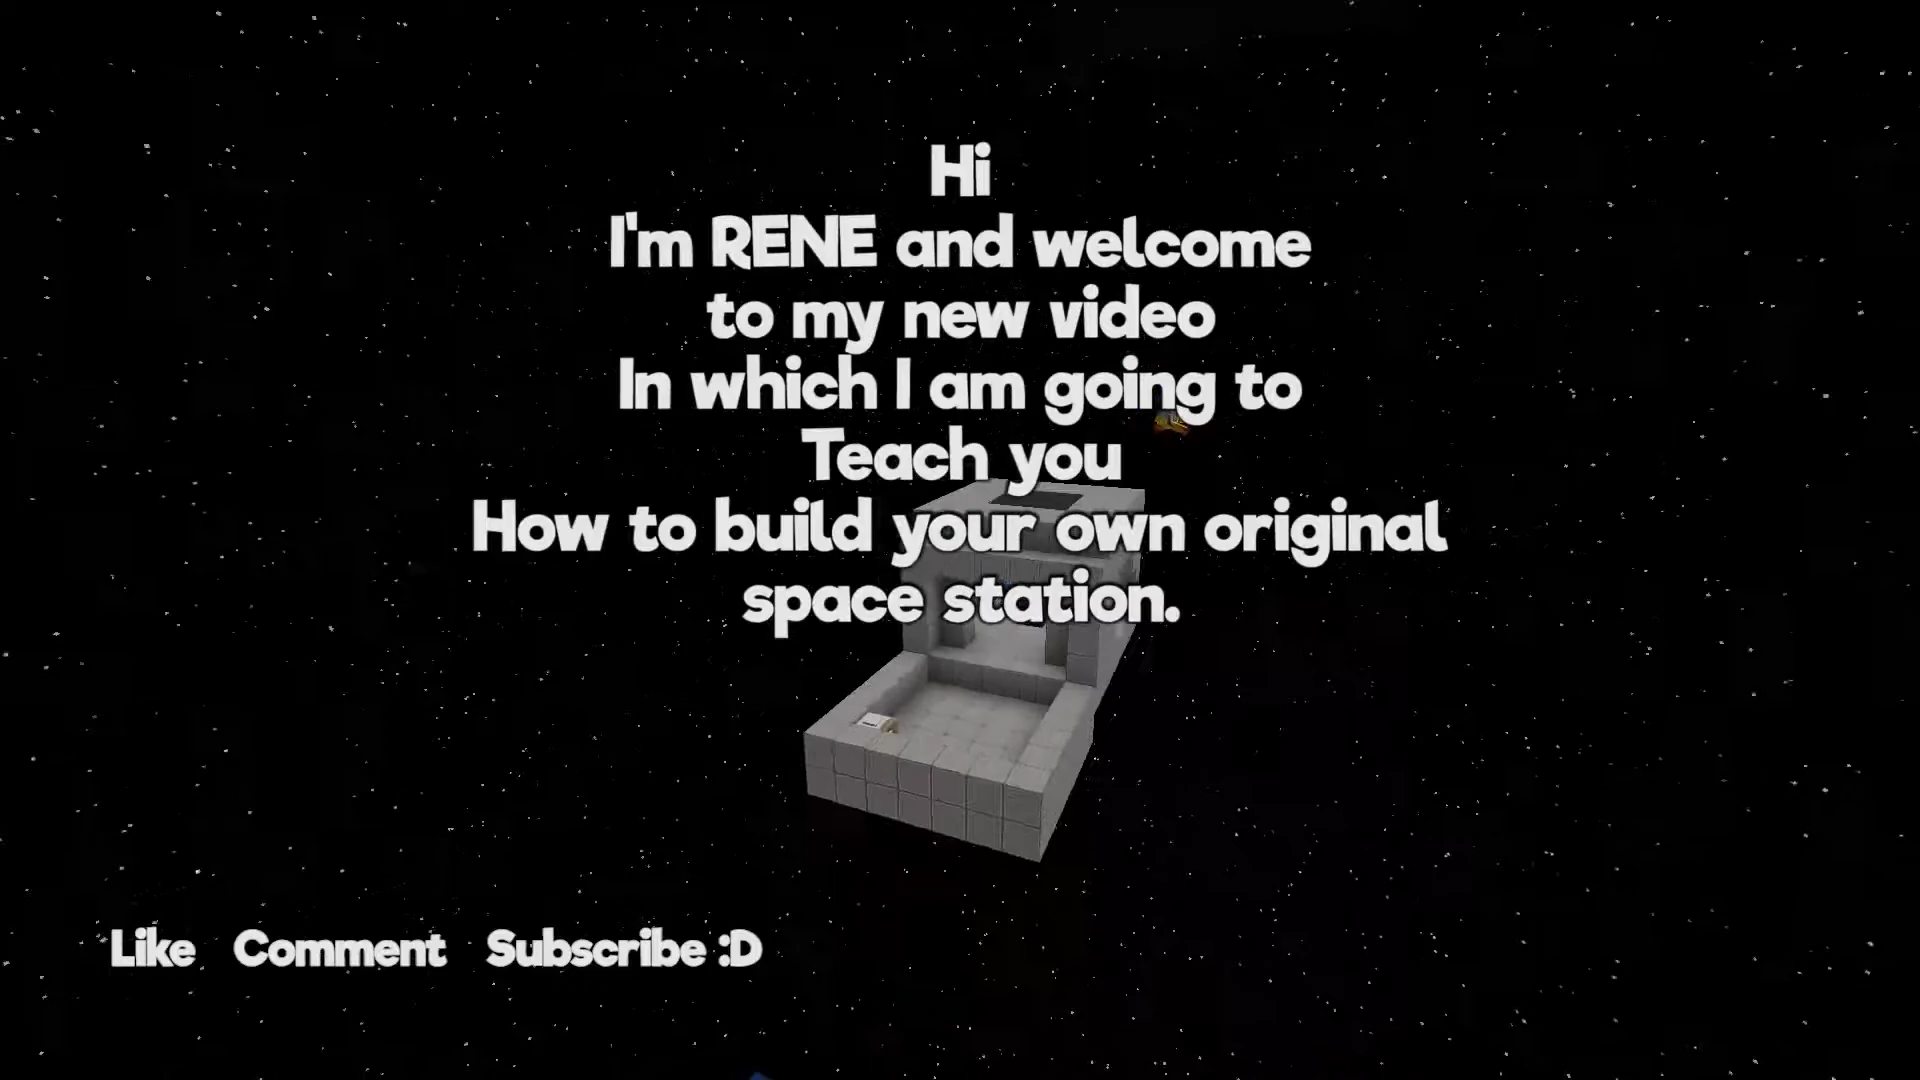 Hi
I'm RENE and welcome
to my new video
In which I am going to
Teach you
How to build your own original
space station.
Like Comment Subscribe :D